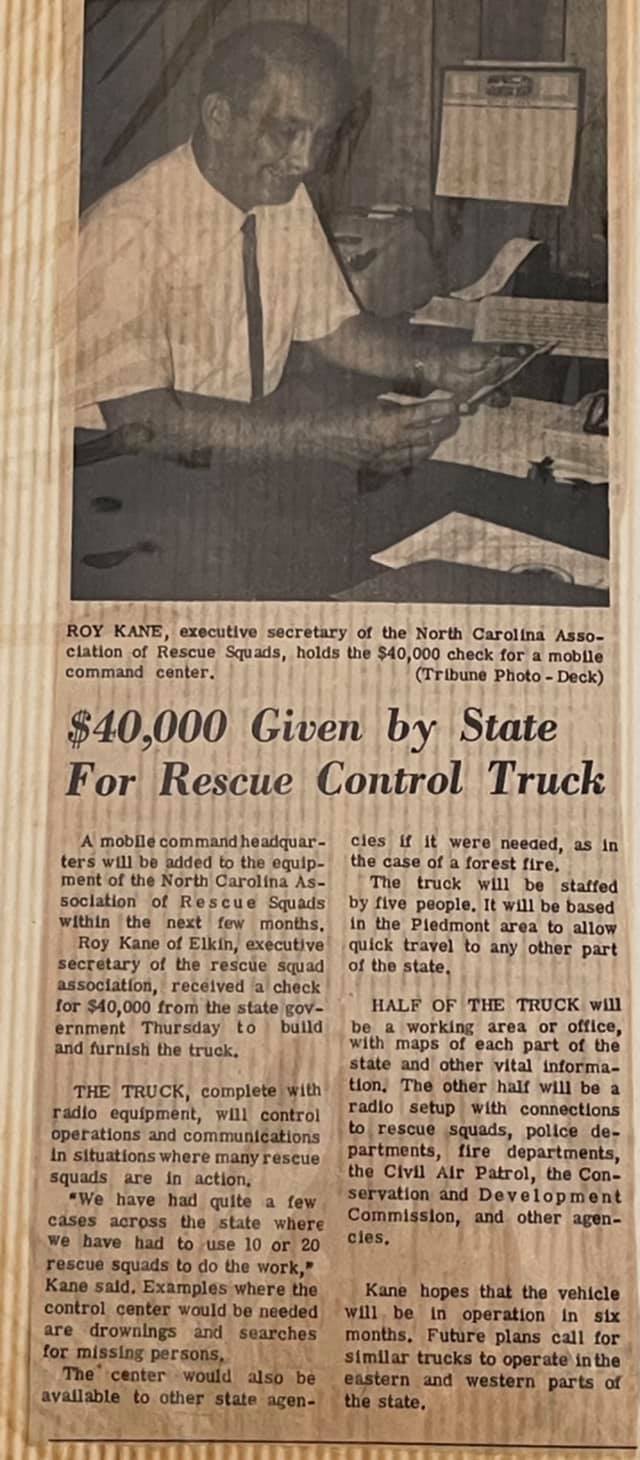 ROY KANE, executive secretary of the North Carolina Asso-
ciation of Rescue Squads, holds the $40,000 check for a mobile
command center. (Tribune Photo - Deck)
$40,000 Given by State
For Rescue Control Truck
A mobile command headquar-
ters will be added to the equip-
ment of the North Carolina As-
sociation of Rescue Squads
within the next few months.
Roy Kane of Elkin, executive
secretary of the rescue squad
association, received a check
for $40,000 from the state gov-
ernment Thursday to build
and furnish the truck.
THE TRUCK, complete with
radio equipment, will control
operations and communications
in situations where many rescue
squads are in action.
"We have had quite a few
cases across the state where
we have had to use 10 or 20
rescue squads to do the work,"
Kane said. Examples where the
control center would be needed
are drownings and searches
for missing persons.
The center would also be
available to other state agen-
cies if it were needed, as in
the case of a forest fire.
The truck will be staffed
by five people. It will be based
in the Piedmont area to allow
quick travel to any other part
of the state.
HALF OF THE TRUCK will
be a working area or office,
with maps of each part of the
state and other vital informa-
tion. The other half will be a
radio setup with connections
to rescue squads, police de-
partments, fire departments,
the Civil Air Patrol, the Con-
servation and Development
Commission, and other agen-
cies.
Kane hopes that the vehicle
will be in operation in six
months. Future plans call for
similar trucks to operate in the
eastern and western parts of
the state.